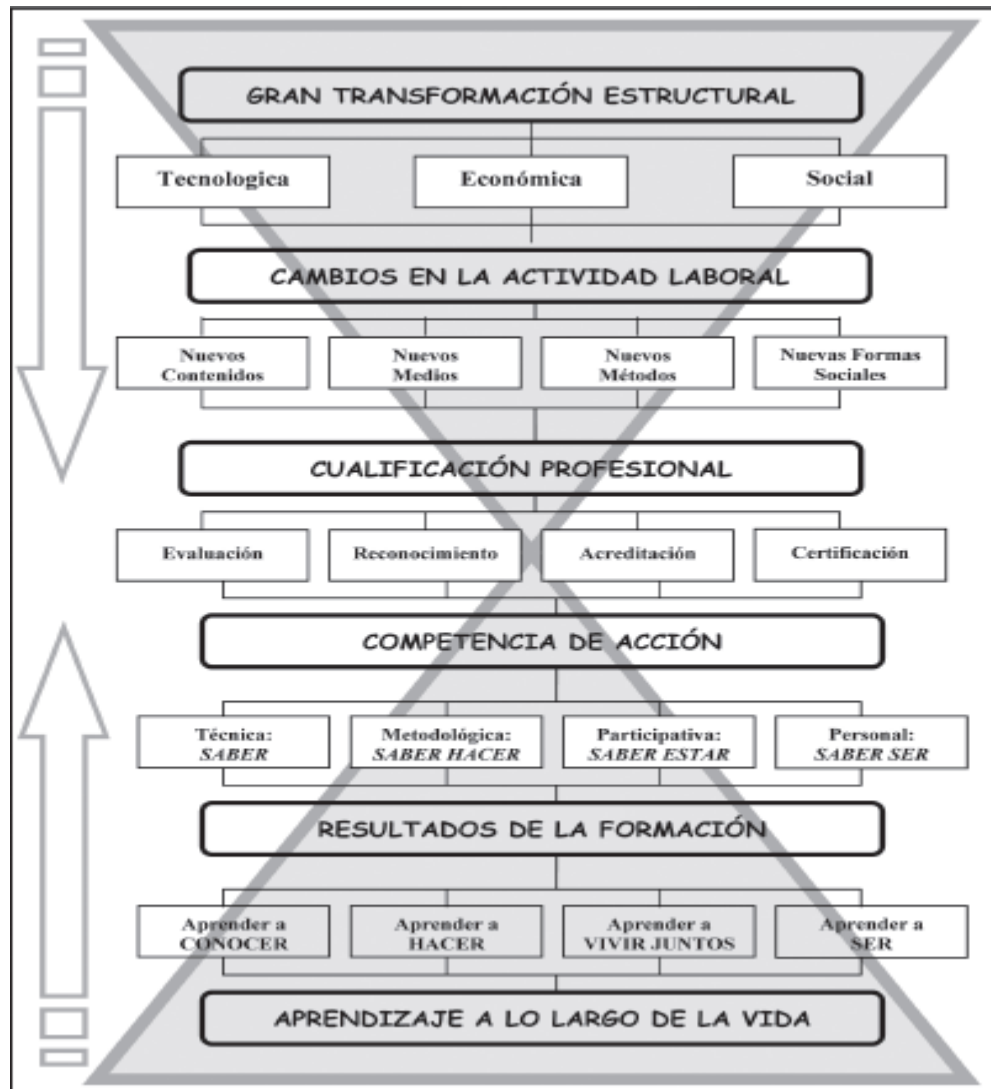 GRAN TRANSFORMACIÓN ESTRUCTURAL
Tecnologica
Económica
Social
CAMBIOS EN LA ACTIVIDAD LABORAL
Nuevos
Contenidos
Nuevos
Medios
Nuevos
Métodos
Nuevas Formas
Sociales
CUALIFICACIÓN PROFESIONAL
Evaluación
Reconocimiento
Acreditación
Certificación
COMPETENCIA DE ACCIÓN
Técnica:
SABER
Metodológica:
SABER HACER
Participativa:
SABER ESTAR
Personal:
SABER SER
RESULTADOS DE LA FORMACIÓN
Aprender a
CONOCER
Aprender a
HACER
Aprender a
VIVIR JUNTOS
Aprender a
SER
APRENDIZAJE A LO LARGO DE LA VIDA